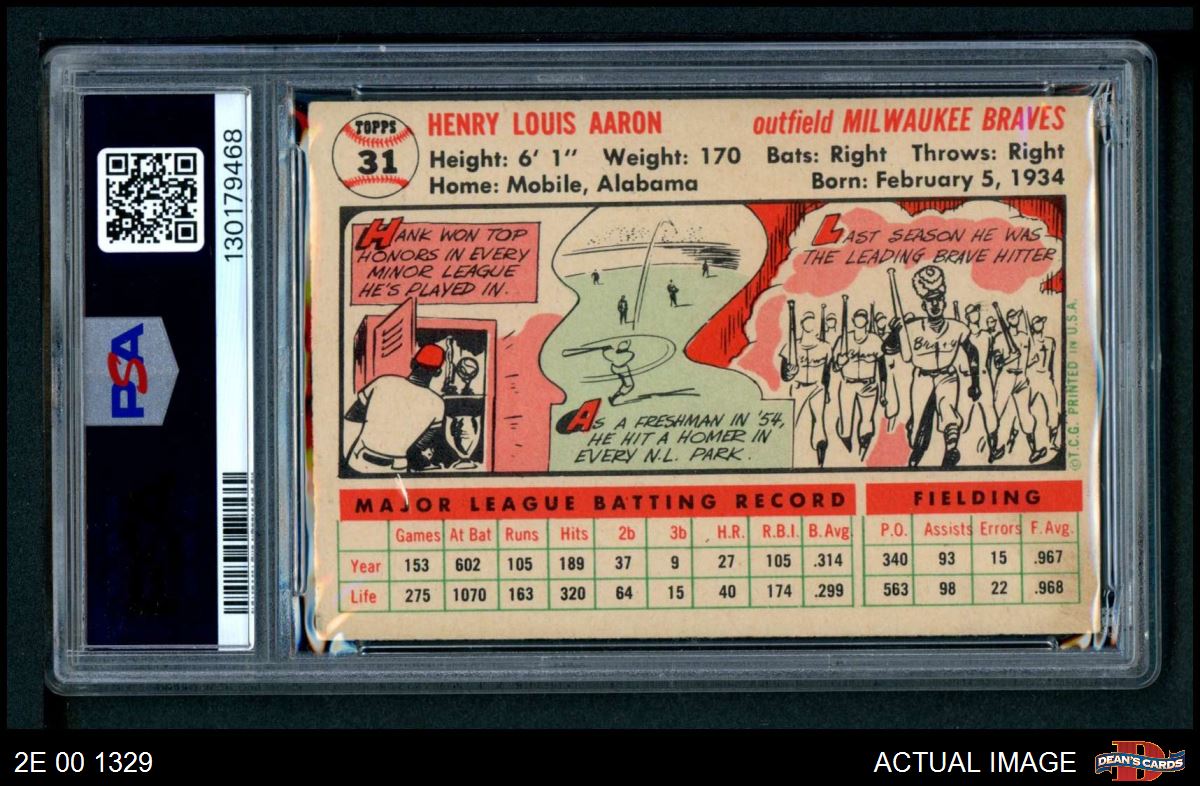 130179468
PSA
TOPPS
31
HENRY LOUIS AARON
outfield MILWAUKEE BRAVES
Height: 6' 1" Weight: 170 Bats: Right Throws: Right
Home: Mobile, Alabama Born: February 5, 1934
HANK WON TOP
HONORS IN EVERY
MINOR LEAGUE
HE'S PLAYED IN.
AS A FRESHMAN IN '54,
HE HIT A HOMER IN
EVERY N.L. PARK.
LAST SEASON HE WAS
THE LEADING BRAVE HITTER
Braves
©T.C.G. PRINTED IN U.S.A.
MAJOR LEAGUE BATTING RECORD FIELDING
Games At Bat Runs Hits 2b 3b H.R. R.B.I. B. Avg. P.O. Assists Errors F. Avg.
Year 153 602 105 189 37 9 27 105 .314 340 93 15 .967
Life 275 1070 163 320 64 15 40 174 .299 563 98 22 .968
2E 00 1329
ACTUAL IMAGE
D
DEAN'S CARDS